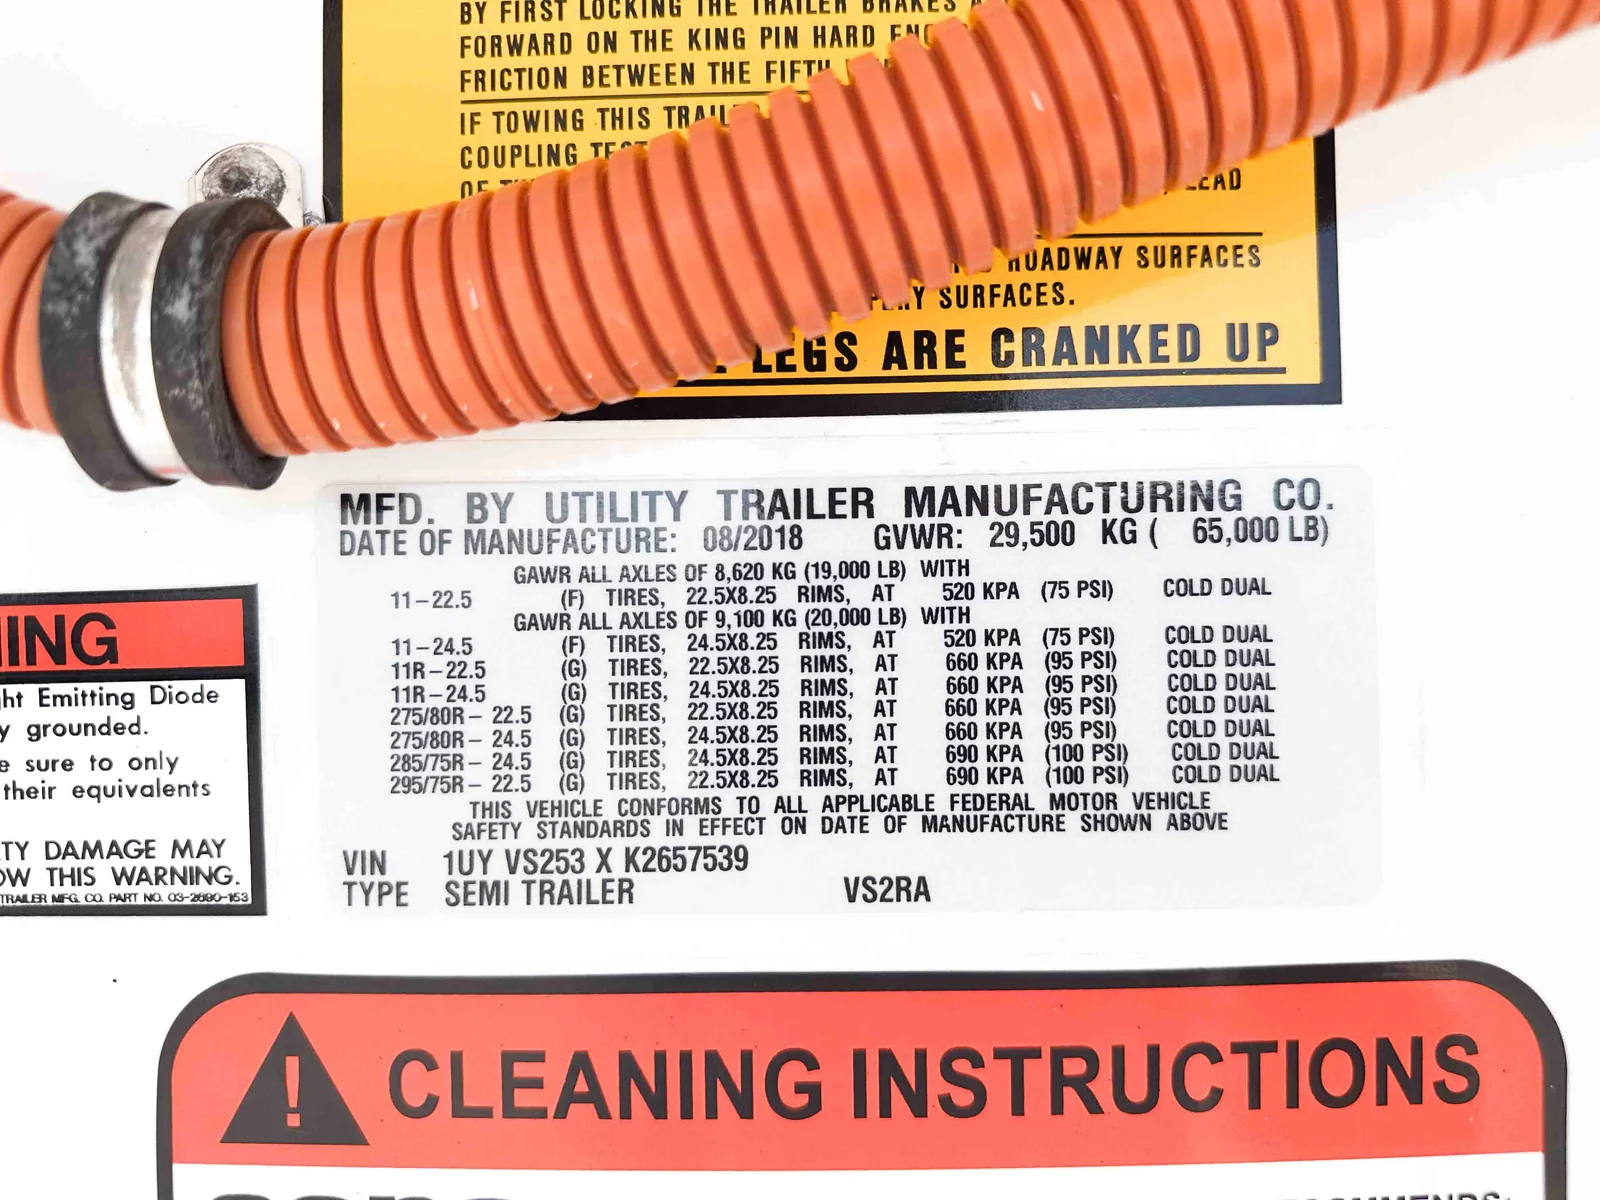 BY FIRST LOCKING THE TRAILER BRAKES
FORWARD ON THE KING PIN HARD
FRICTION BETWEEN THE FIFTH
IF TOWING THIS
COUPLING
OF
LEAD
ROADWAY SURFACES
SURFACES.
LEGS ARE CRANKED UP
MFD. BY UTILITY TRAILER MANUFACTURING CO.
DATE OF MANUFACTURE: 08/2018 GVWR: 29,500 KG ( 65,000 LB)
GAWR ALL AXLES OF 8,620 KG (19,000 LB) WITH
11-22.5 (F) TIRES, 22.5X8.25 RIMS, AT 520 KPA (75 PSI) COLD DUAL
GAWR ALL AXLES OF 9,100 KG (20,000 LB) WITH
11-24.5 (F) TIRES, 24.5X8.25 RIMS, AT 520 KPA (75 PSI) COLD DUAL
11R-22.5 (G) TIRES, 22.5X8.25 RIMS, AT 660 KPA (95 PSI) COLD DUAL
11R-24.5 (G) TIRES, 24.5X8.25 RIMS, AT 660 KPA (95 PSI) COLD DUAL
275/80R- 22.5 (G) TIRES, 22.5X8.25 RIMS, AT 660 KPA (95 PSI) COLD DUAL
275/80R- 24.5 (G) TIRES, 24.5X8.25 RIMS, AT 660 KPA (95 PSI) COLD DUAL
285/75R- 24.5 (G) TIRES, 24.5X8.25 RIMS, AT 690 KPA (100 PSI) COLD DUAL
295/75R- 22.5 (G) TIRES, 22.5X8.25 RIMS, AT 690 KPA (100 PSI) COLD DUAL
THIS VEHICLE CONFORMS TO ALL APPLICABLE FEDERAL MOTOR VEHICLE
SAFETY STANDARDS IN EFFECT ON DATE OF MANUFACTURE SHOWN ABOVE
VIN 1UY VS253 X K2657539
TYPE SEMI TRAILER VS2RA
ING
ht Emitting Diode
y grounded.
e sure to only
their equivalents
TY DAMAGE MAY
OW THIS WARNING.
TRAILER MFG. CO. PART NO. 03-2690-153
! CLEANING INSTRUCTIONS